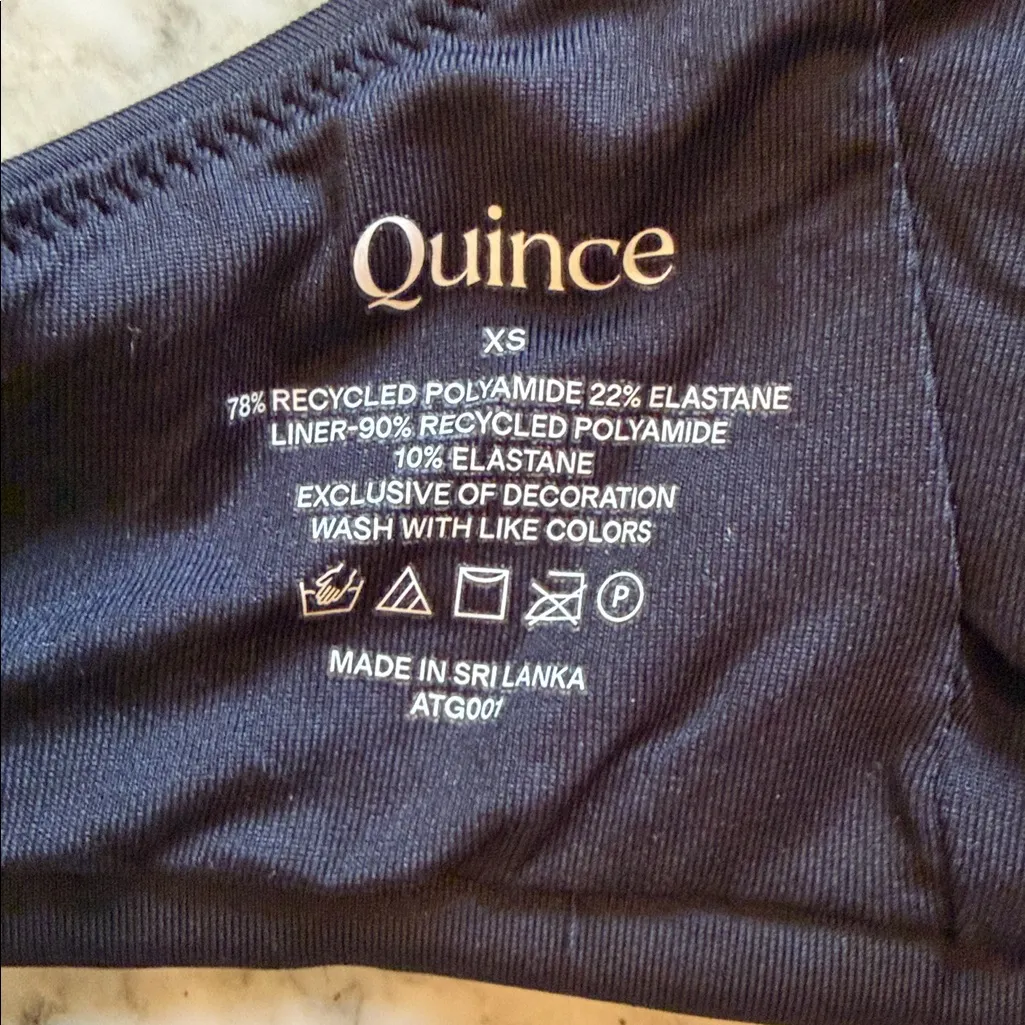 Quince
XS
78% RECYCLED POLYAMIDE 22% ELASTANE
LINER-90% RECYCLED POLYAMIDE
10% ELASTANE
EXCLUSIVE OF DECORATION
WASH WITH LIKE COLORS
P
MADE IN SRI LANKA
ATG001